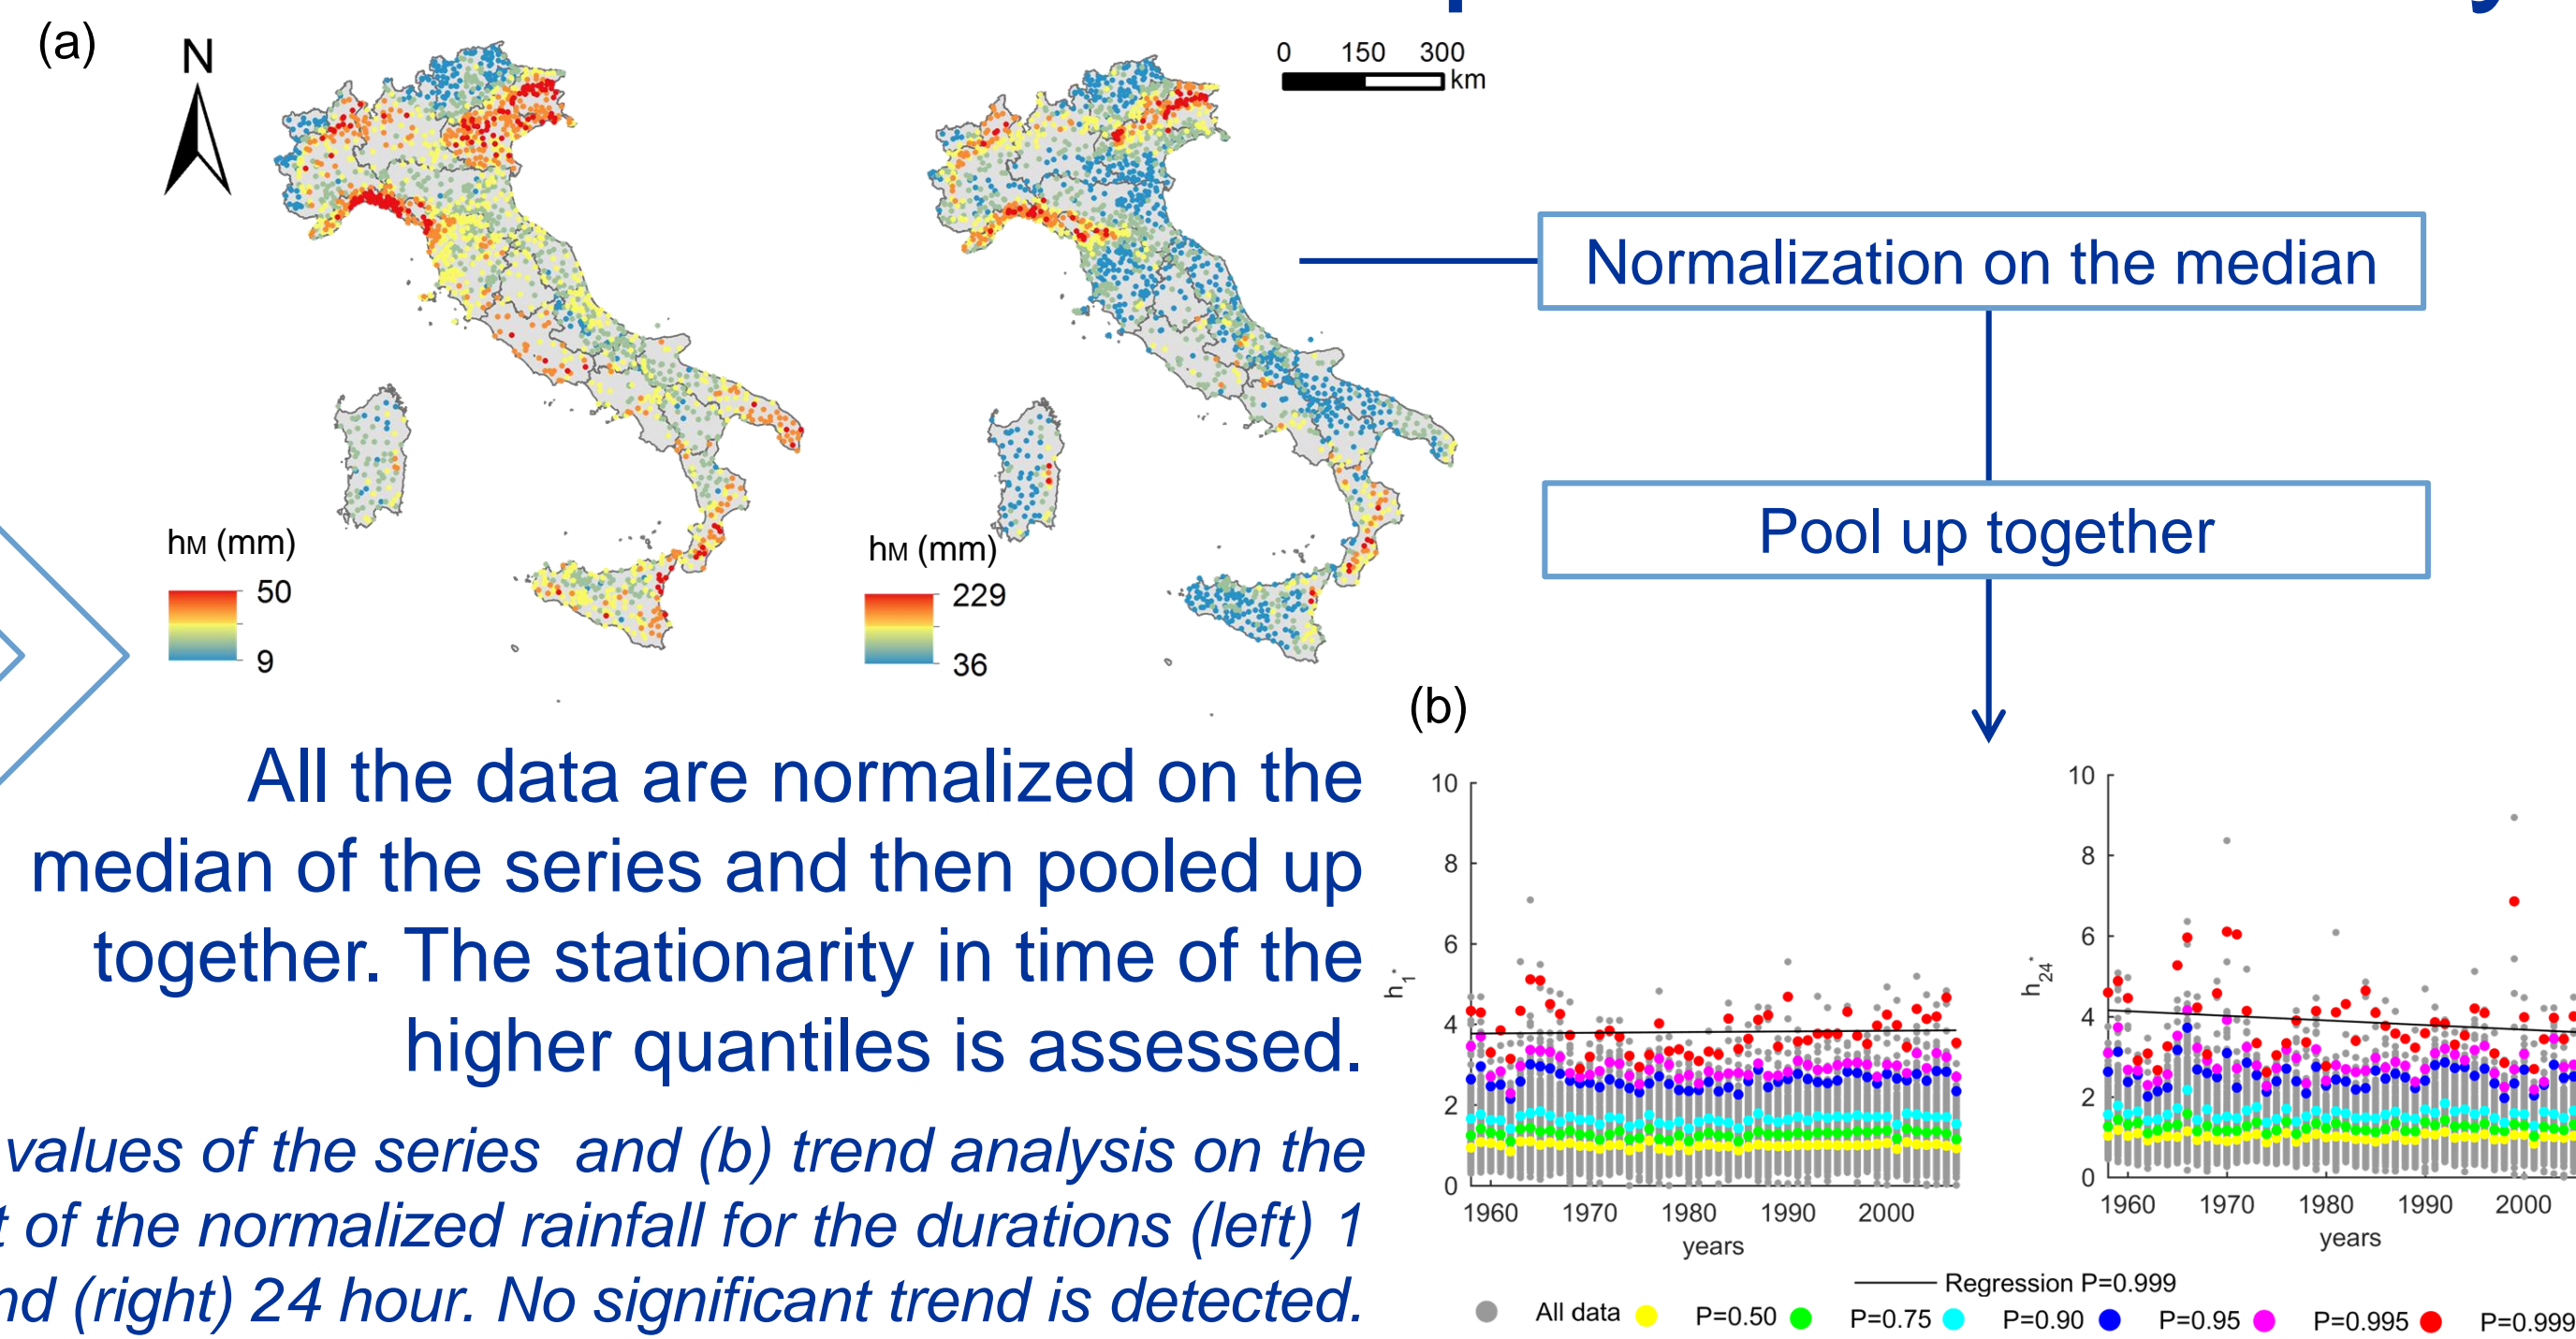 (a)
N
0 150 300
km
Normalization on the median
Pool up together
hM (mm)
50
9
hM (mm)
229
36
All the data are normalized on the
median of the series and then pooled up
together. The stationarity in time of the
higher quantiles is assessed.
values of the series and (b) trend analysis on the
of the normalized rainfall for the durations (left) 1
(right) 24 hour. No significant trend is detected.
(b)
10
8
6
4
2
0
h1*
1960 1970 1980 1990 2000
years
10
8
6
4
2
0
h24*
1960 1970 1980 1990 2000
years
Regression P=0.999
All data P=0.50 P=0.75 P=0.90 P=0.95 P=0.995 P=0.999